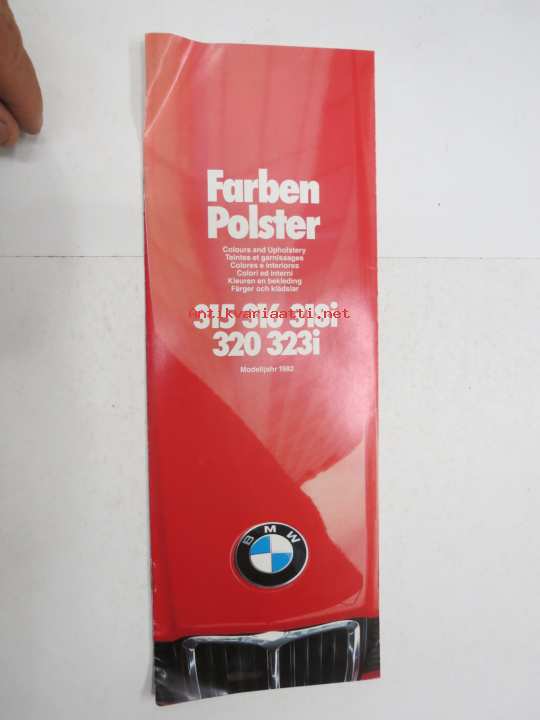 Farben
Polster
Colours and Upholstery
Teintes et garnissages
Colores e interiores
Colori ed interni
Kleuren en bekleding
Färger och klädslar
315 316 318i
antikvariaatti.net
320 323i
Modelljahr 1982
BMW